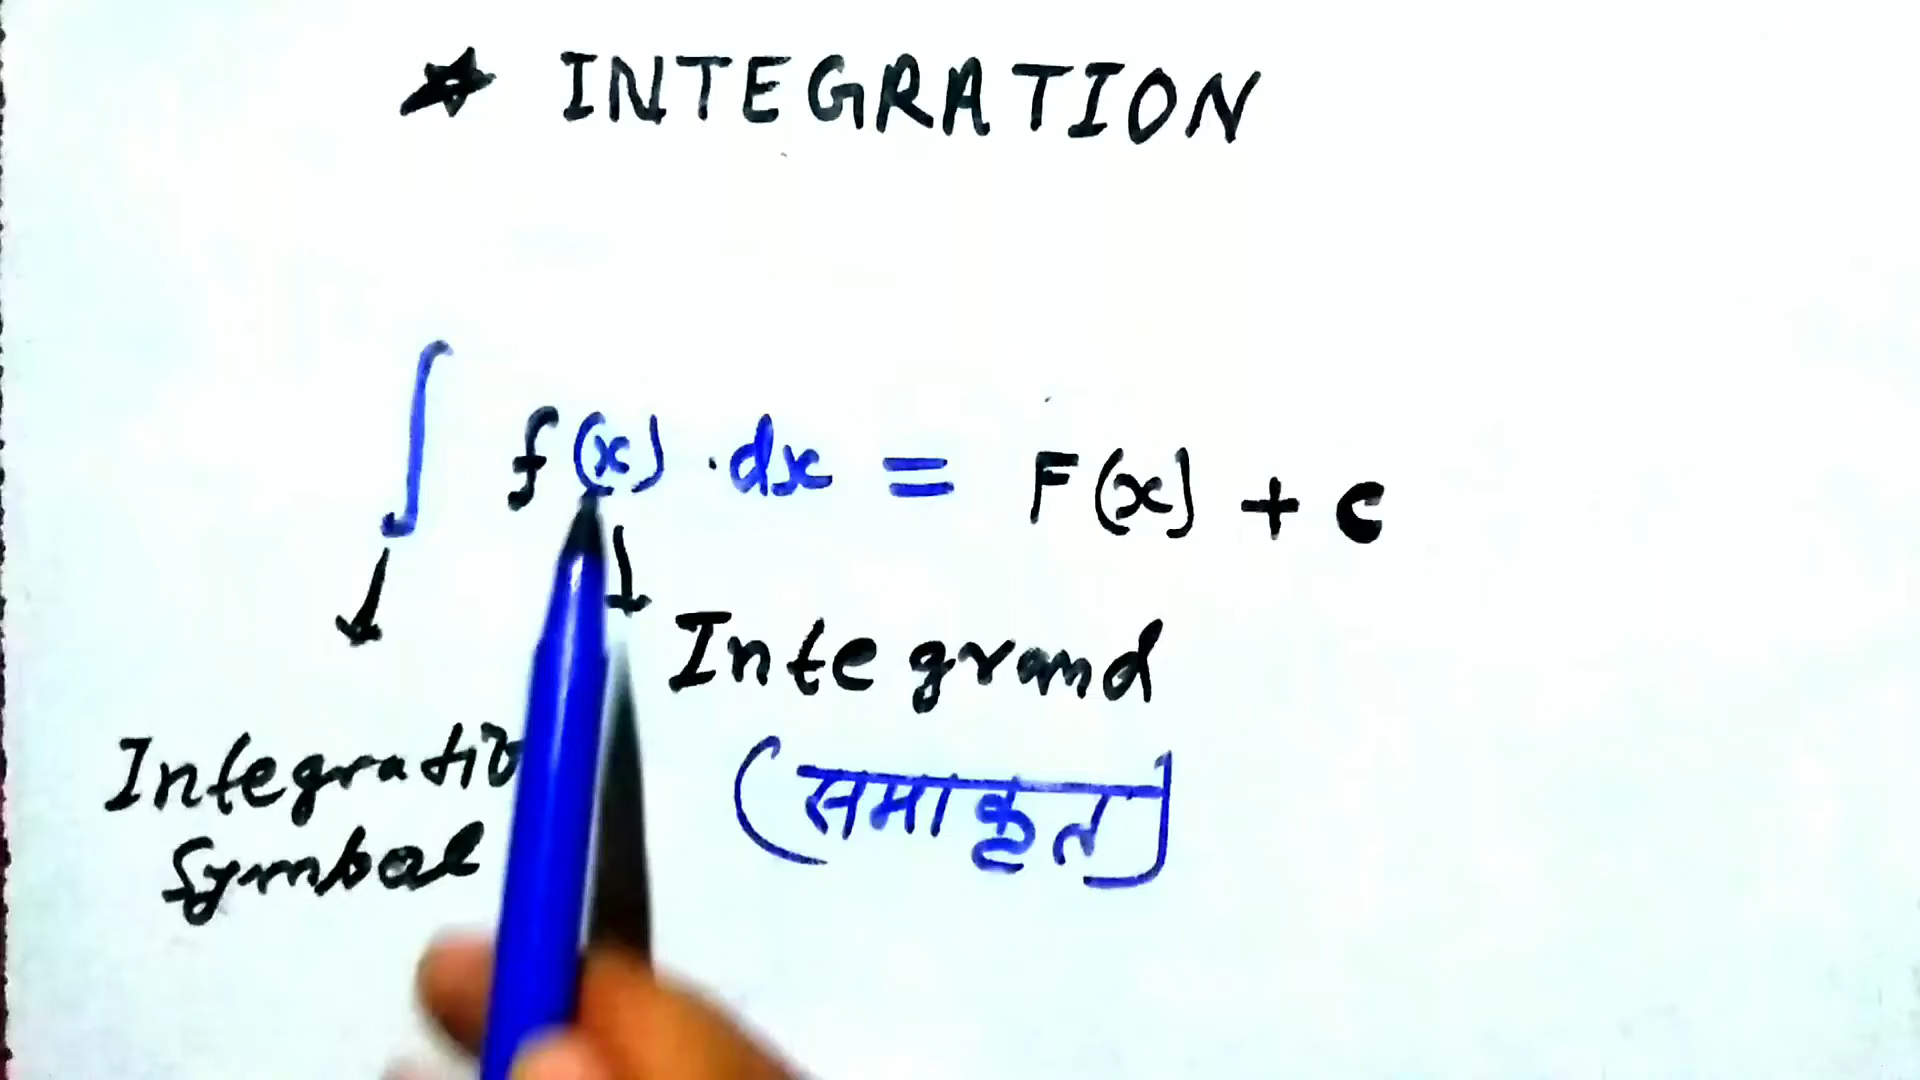 ★ INTEGRATION
∫ f(x) · dx = F(x) + c
Integrand
(समाकृत)
Symbol